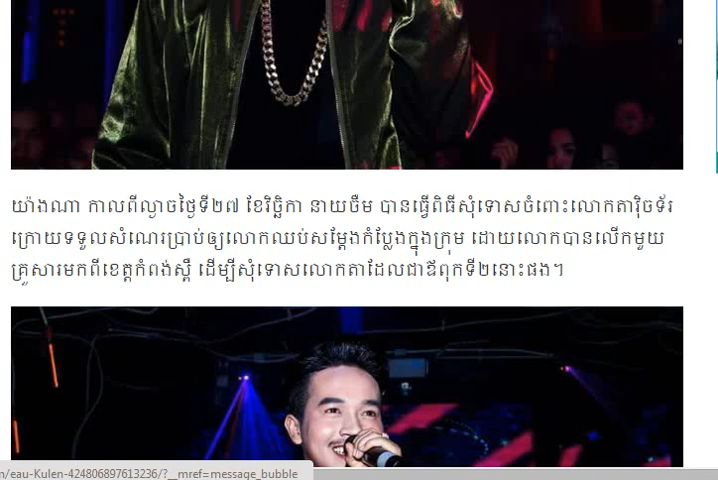 យ៉ាងណា កាលពីល្ងាចថ្ងៃទី២៧ ខែវិច្ឆិកា នាយចឺម បានធ្វើពិធីសុំទោសចំពោះលោកតារ៉ិចទ័រ
ក្រោយទទួលសំណេរប្រាប់ឲ្យលោកឈប់សម្ដែងកំប្លែងក្នុងក្រុម ដោយលោកបានលើកមួយ
គ្រួសារមកពីខេត្តកំពង់ស្ពឺ ដើម្បីសុំទោសលោកតាដែលជាឪពុកទី២នោះផង។
n/eau-Kulen-424806897613236/?__mref=message_bubble